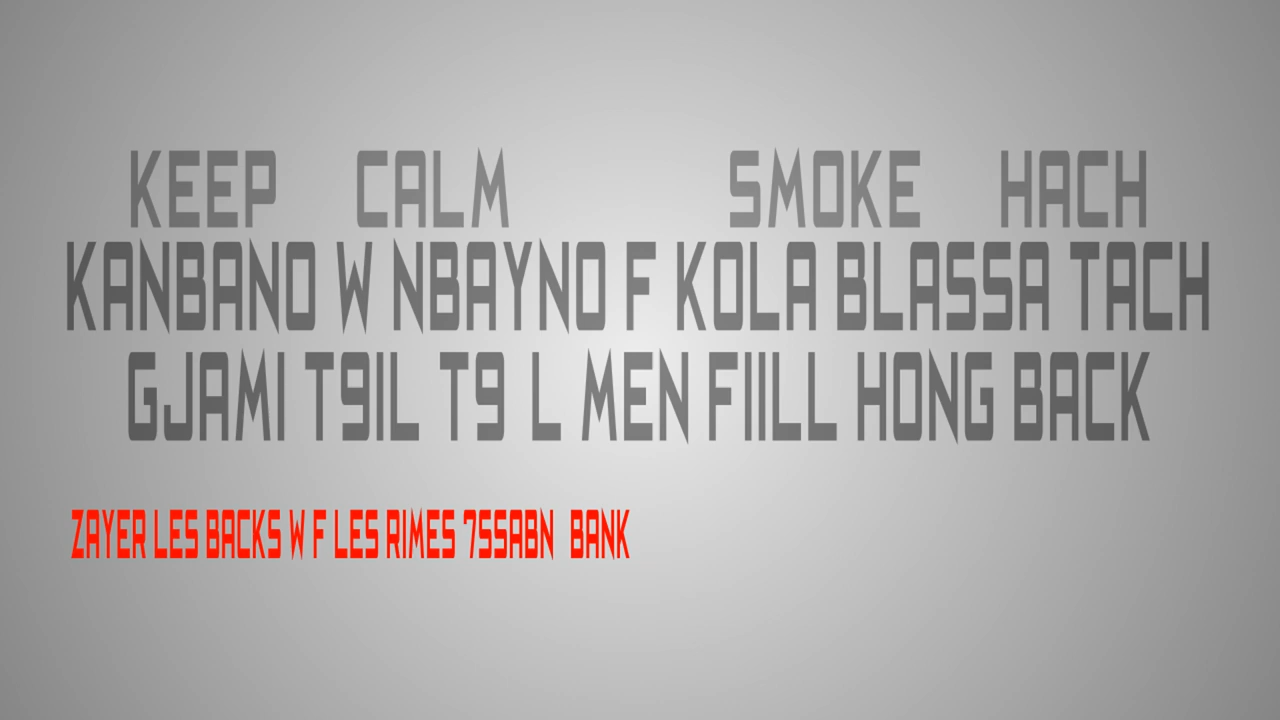 KEEP CALM SMOKE HACH
KANBANO W NBAYNO F KOLA BLASSA TACH
GJAMI T9IL T9 L MEN FIILL HONG BACK
ZAYER LES BACKS W F LES RIMES 7SSABN BANK